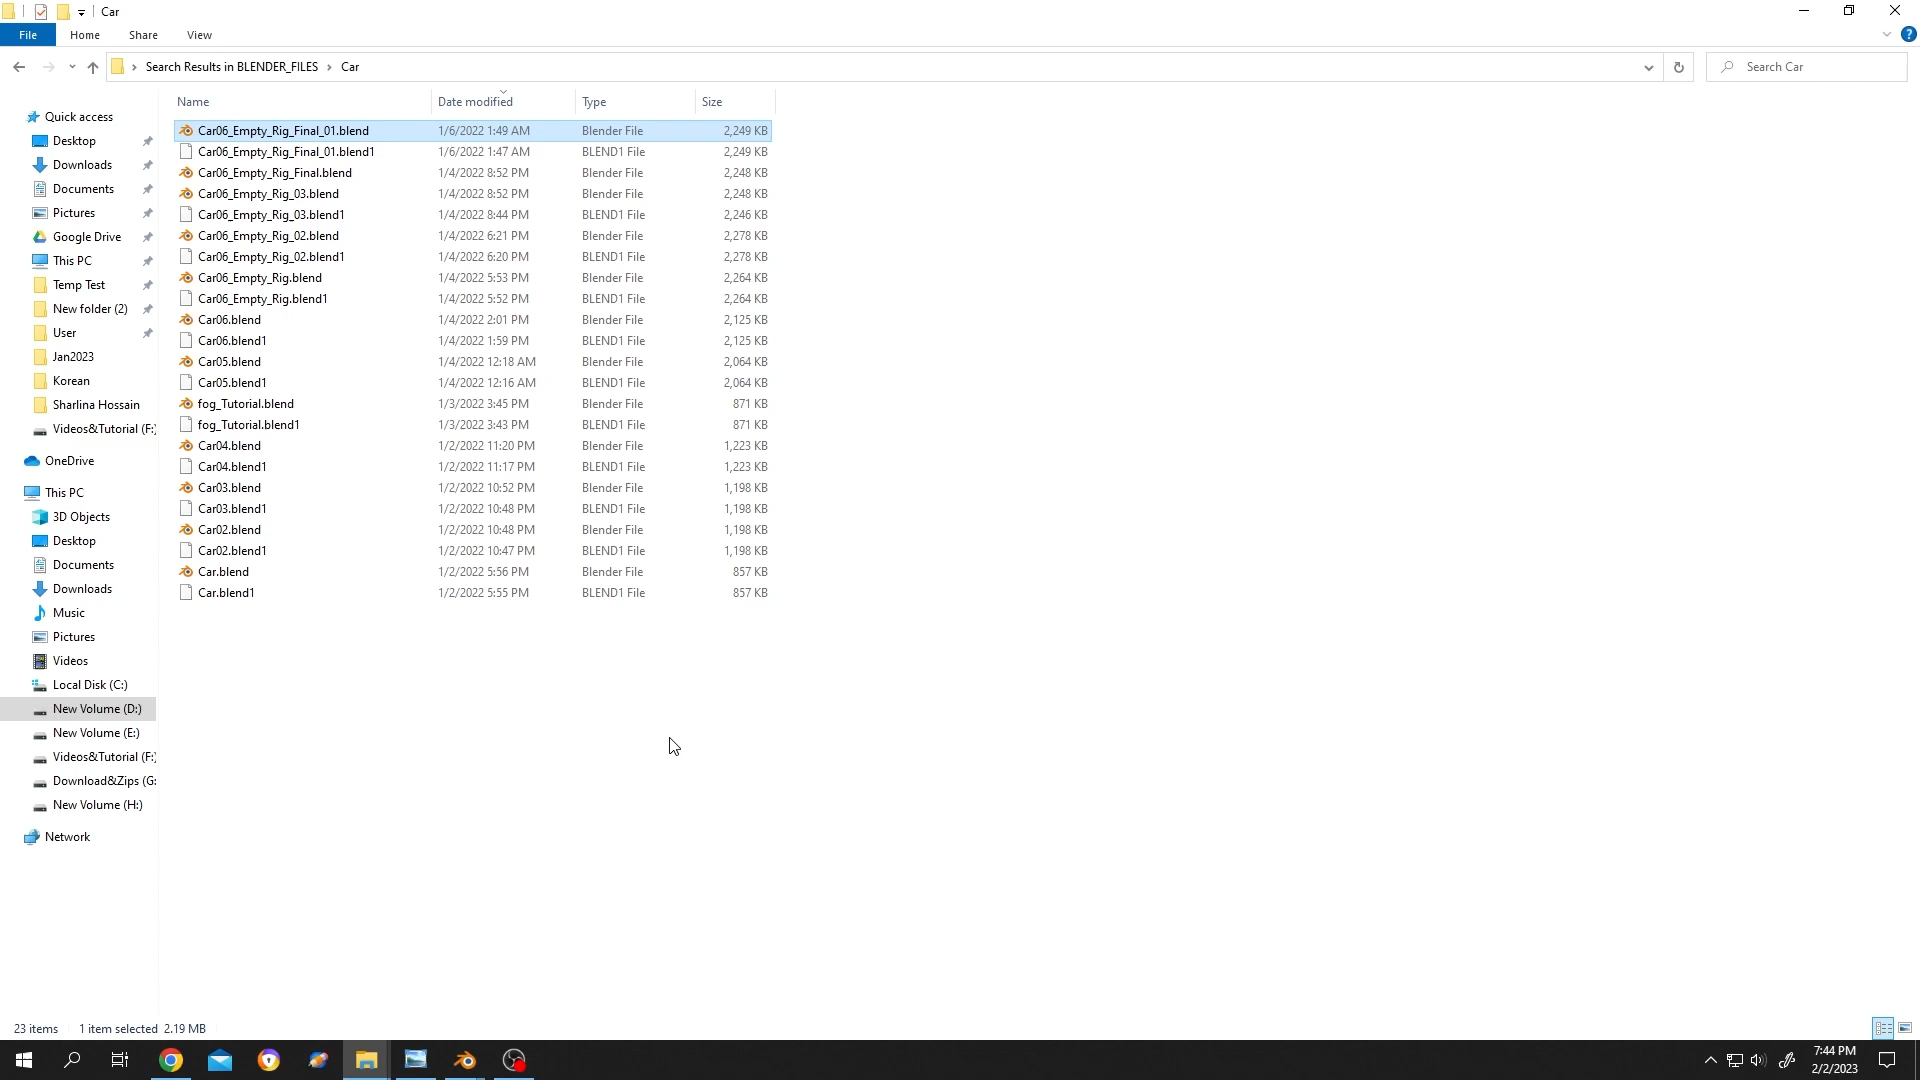 Car
File Home Share View
Search Results in BLENDER_FILES Car
Search Car
Name Date modified Type Size
Car06_Empty_Rig_Final_01.blend 1/6/2022 1:49 AM Blender File 2,249 KB
Car06_Empty_Rig_Final_01.blend1 1/6/2022 1:47 AM BLEND1 File 2,249 KB
Car06_Empty_Rig_Final.blend 1/4/2022 8:52 PM Blender File 2,248 KB
Car06_Empty_Rig_03.blend 1/4/2022 8:52 PM Blender File 2,248 KB
Car06_Empty_Rig_03.blend1 1/4/2022 8:44 PM BLEND1 File 2,246 KB
Car06_Empty_Rig_02.blend 1/4/2022 6:21 PM Blender File 2,278 KB
Car06_Empty_Rig_02.blend1 1/4/2022 6:20 PM BLEND1 File 2,278 KB
Car06_Empty_Rig.blend 1/4/2022 5:53 PM Blender File 2,264 KB
Car06_Empty_Rig.blend1 1/4/2022 5:52 PM BLEND1 File 2,264 KB
Car06.blend 1/4/2022 2:01 PM Blender File 2,125 KB
Car06.blend1 1/4/2022 1:59 PM BLEND1 File 2,125 KB
Car05.blend 1/4/2022 12:18 AM Blender File 2,064 KB
Car05.blend1 1/4/2022 12:16 AM BLEND1 File 2,064 KB
fog_Tutorial.blend 1/3/2022 3:45 PM Blender File 871 KB
fog_Tutorial.blend1 1/3/2022 3:43 PM BLEND1 File 871 KB
Car04.blend 1/2/2022 11:20 PM Blender File 1,223 KB
Car04.blend1 1/2/2022 11:17 PM BLEND1 File 1,223 KB
Car03.blend 1/2/2022 10:52 PM Blender File 1,198 KB
Car03.blend1 1/2/2022 10:48 PM BLEND1 File 1,198 KB
Car02.blend 1/2/2022 10:48 PM Blender File 1,198 KB
Car02.blend1 1/2/2022 10:47 PM BLEND1 File 1,198 KB
Car.blend 1/2/2022 5:56 PM Blender File 857 KB
Car.blend1 1/2/2022 5:55 PM BLEND1 File 857 KB
Quick access
Desktop
Downloads
Documents
Pictures
Google Drive
This PC
Temp Test
New folder (2)
User
Jan2023
Korean
Sharlina Hossain
Videos&Tutorial (F:)
OneDrive
This PC
3D Objects
Desktop
Documents
Downloads
Music
Pictures
Videos
Local Disk (C:)
New Volume (D:)
New Volume (E:)
Videos&Tutorial (F:)
Download&Zips (G:
New Volume (H:)
Network
23 items 1 item selected 2.19 MB
7:44 PM
2/2/2023